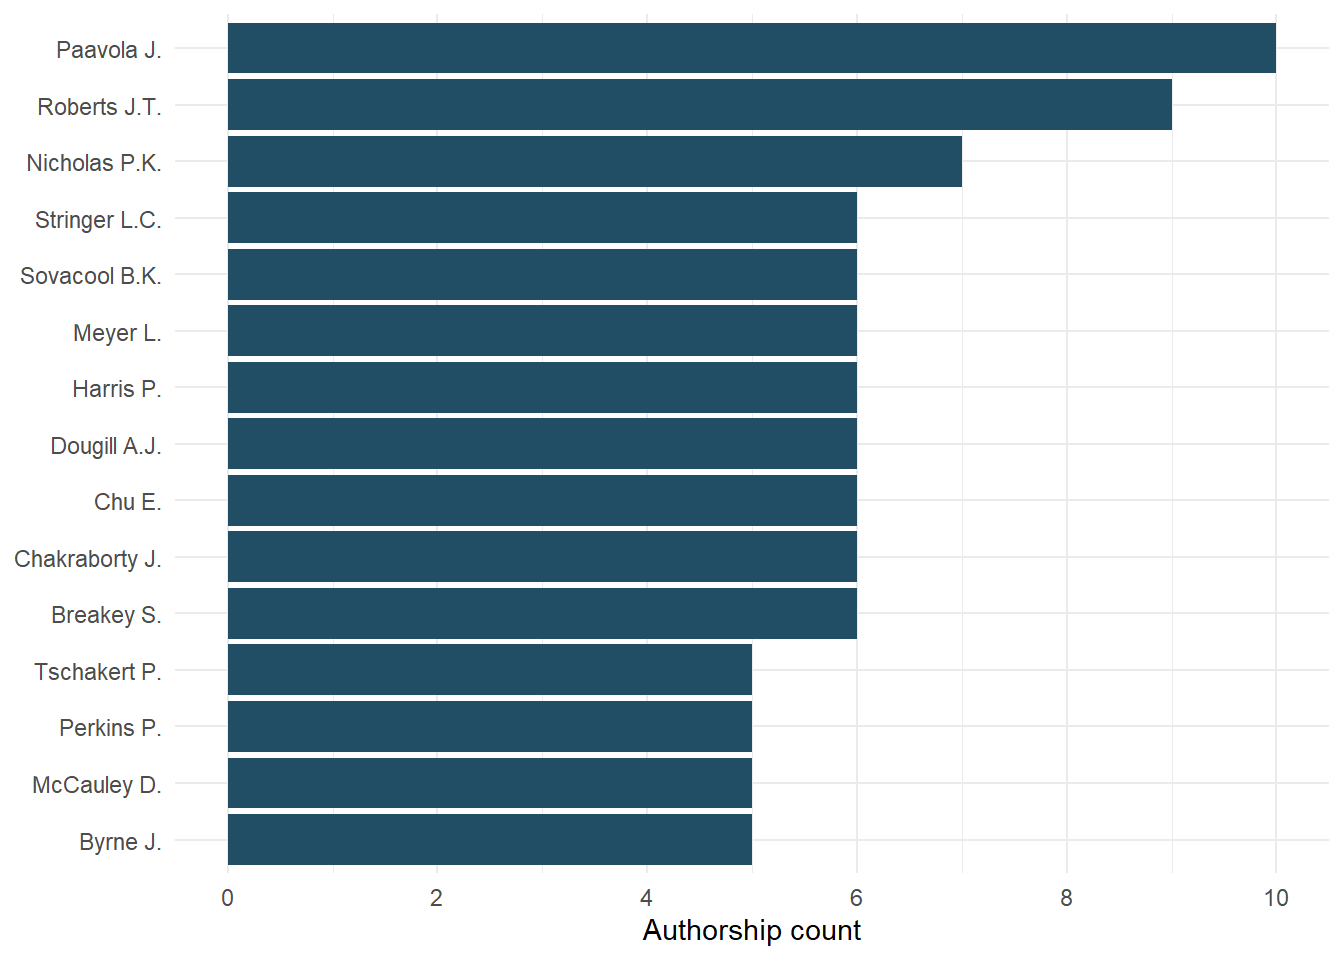 Paavola J.
Roberts J.T.
Nicholas P.K.
Stringer L.C.
Sovacool B.K.
Meyer L.
Harris P.
Dougill A.J.
Chu E.
Chakraborty J.
Breakey S.
Tschakert P.
Perkins P.
McCauley D.
Byrne J.
0 2 4 6 8 10
Authorship count